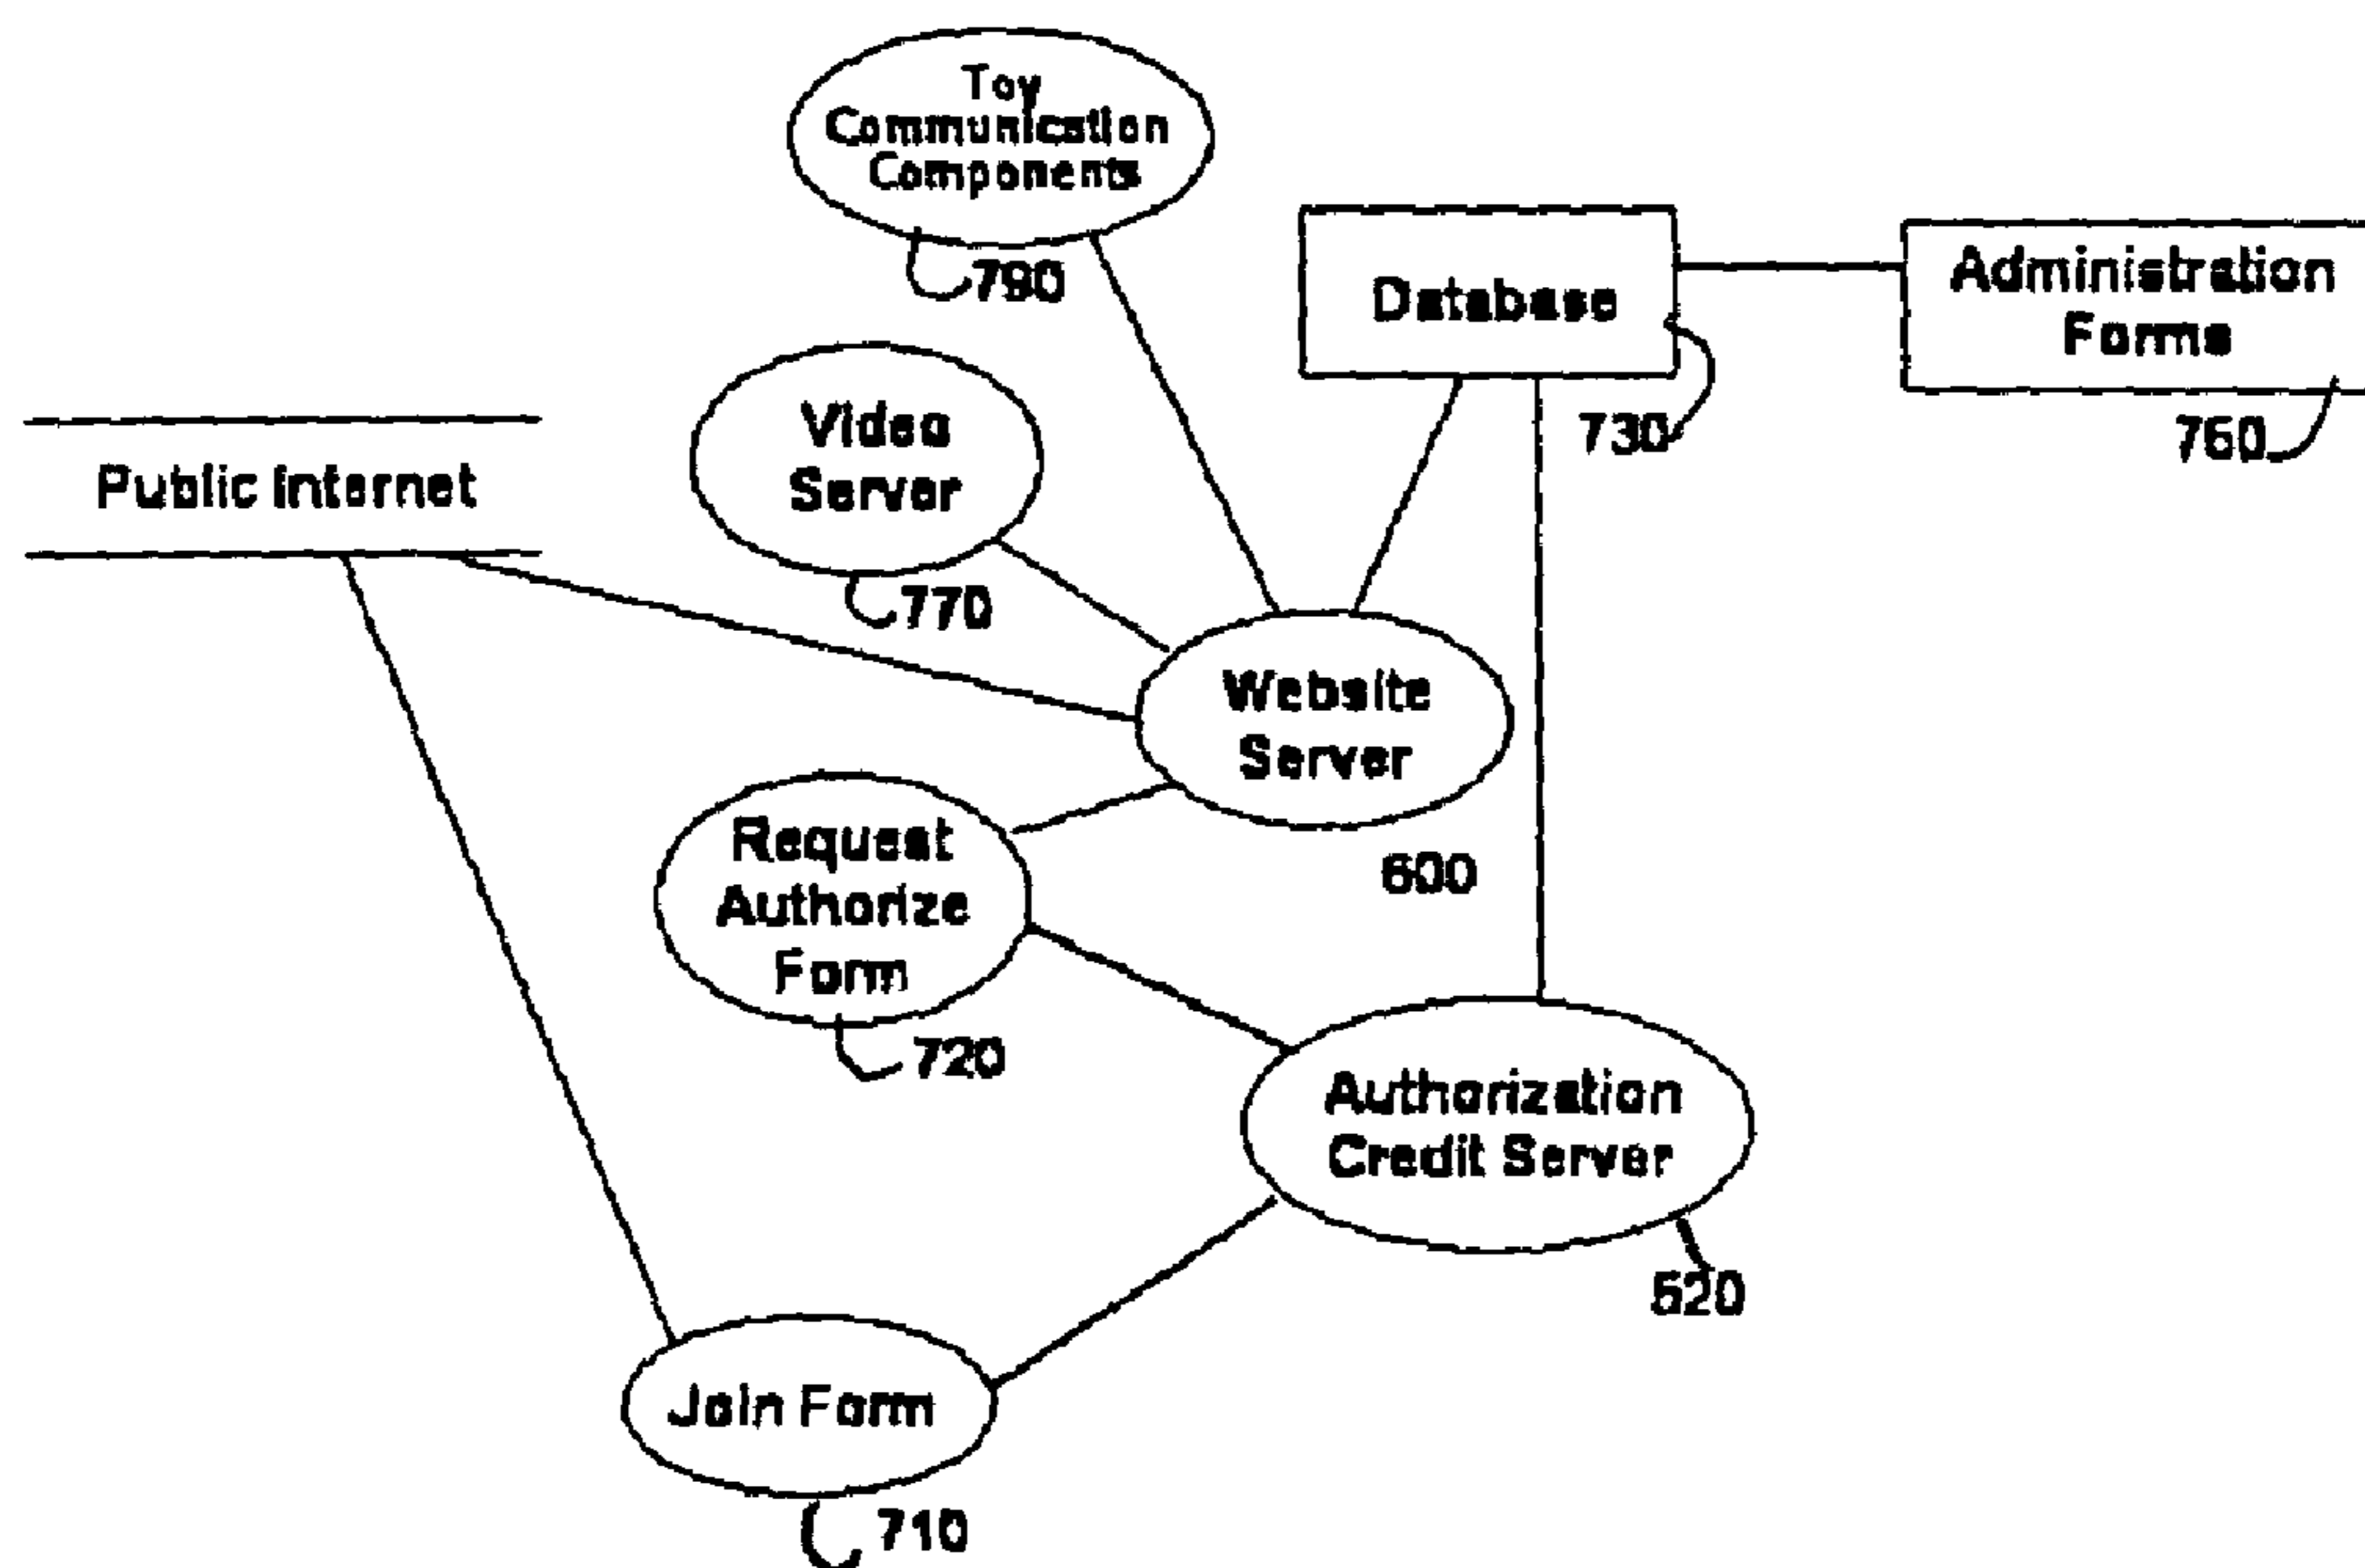 Toy
Communication
Components
790
Database
730
Administration
Forms
760
Video
Server
770
Public Internet
Website
Server
600
Request
Authorize
Form
720
Authorization
Credit Server
520
Join Form
710